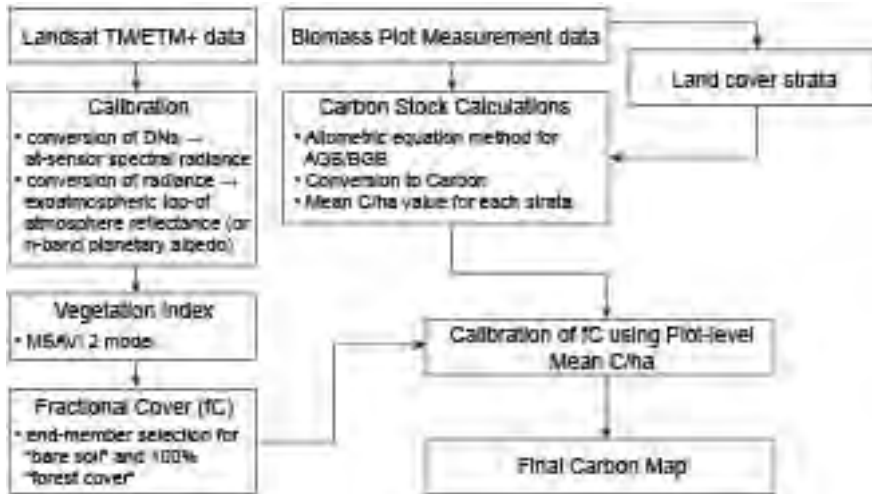 Landsat TM/ETM+ data
Calibration
• conversion of DNs →
at-sensor spectral radiance
• conversion of radiance →
exoatmospheric top-of
atmosphere reflectance (or
n-band planetary albedo)
Vegetation Index
• MSAVI 2 model
Fractional Cover (fC)
• end-member selection for
"bare soil" and 100%
"forest cover"
Biomass Plot Measurement data
Land cover strata
Carbon Stock Calculations
• Allometric equation method for
AGB/BGB
• Conversion to Carbon
• Mean C/ha value for each strata
Calibration of fC using Plot-level
Mean C/ha
Final Carbon Map